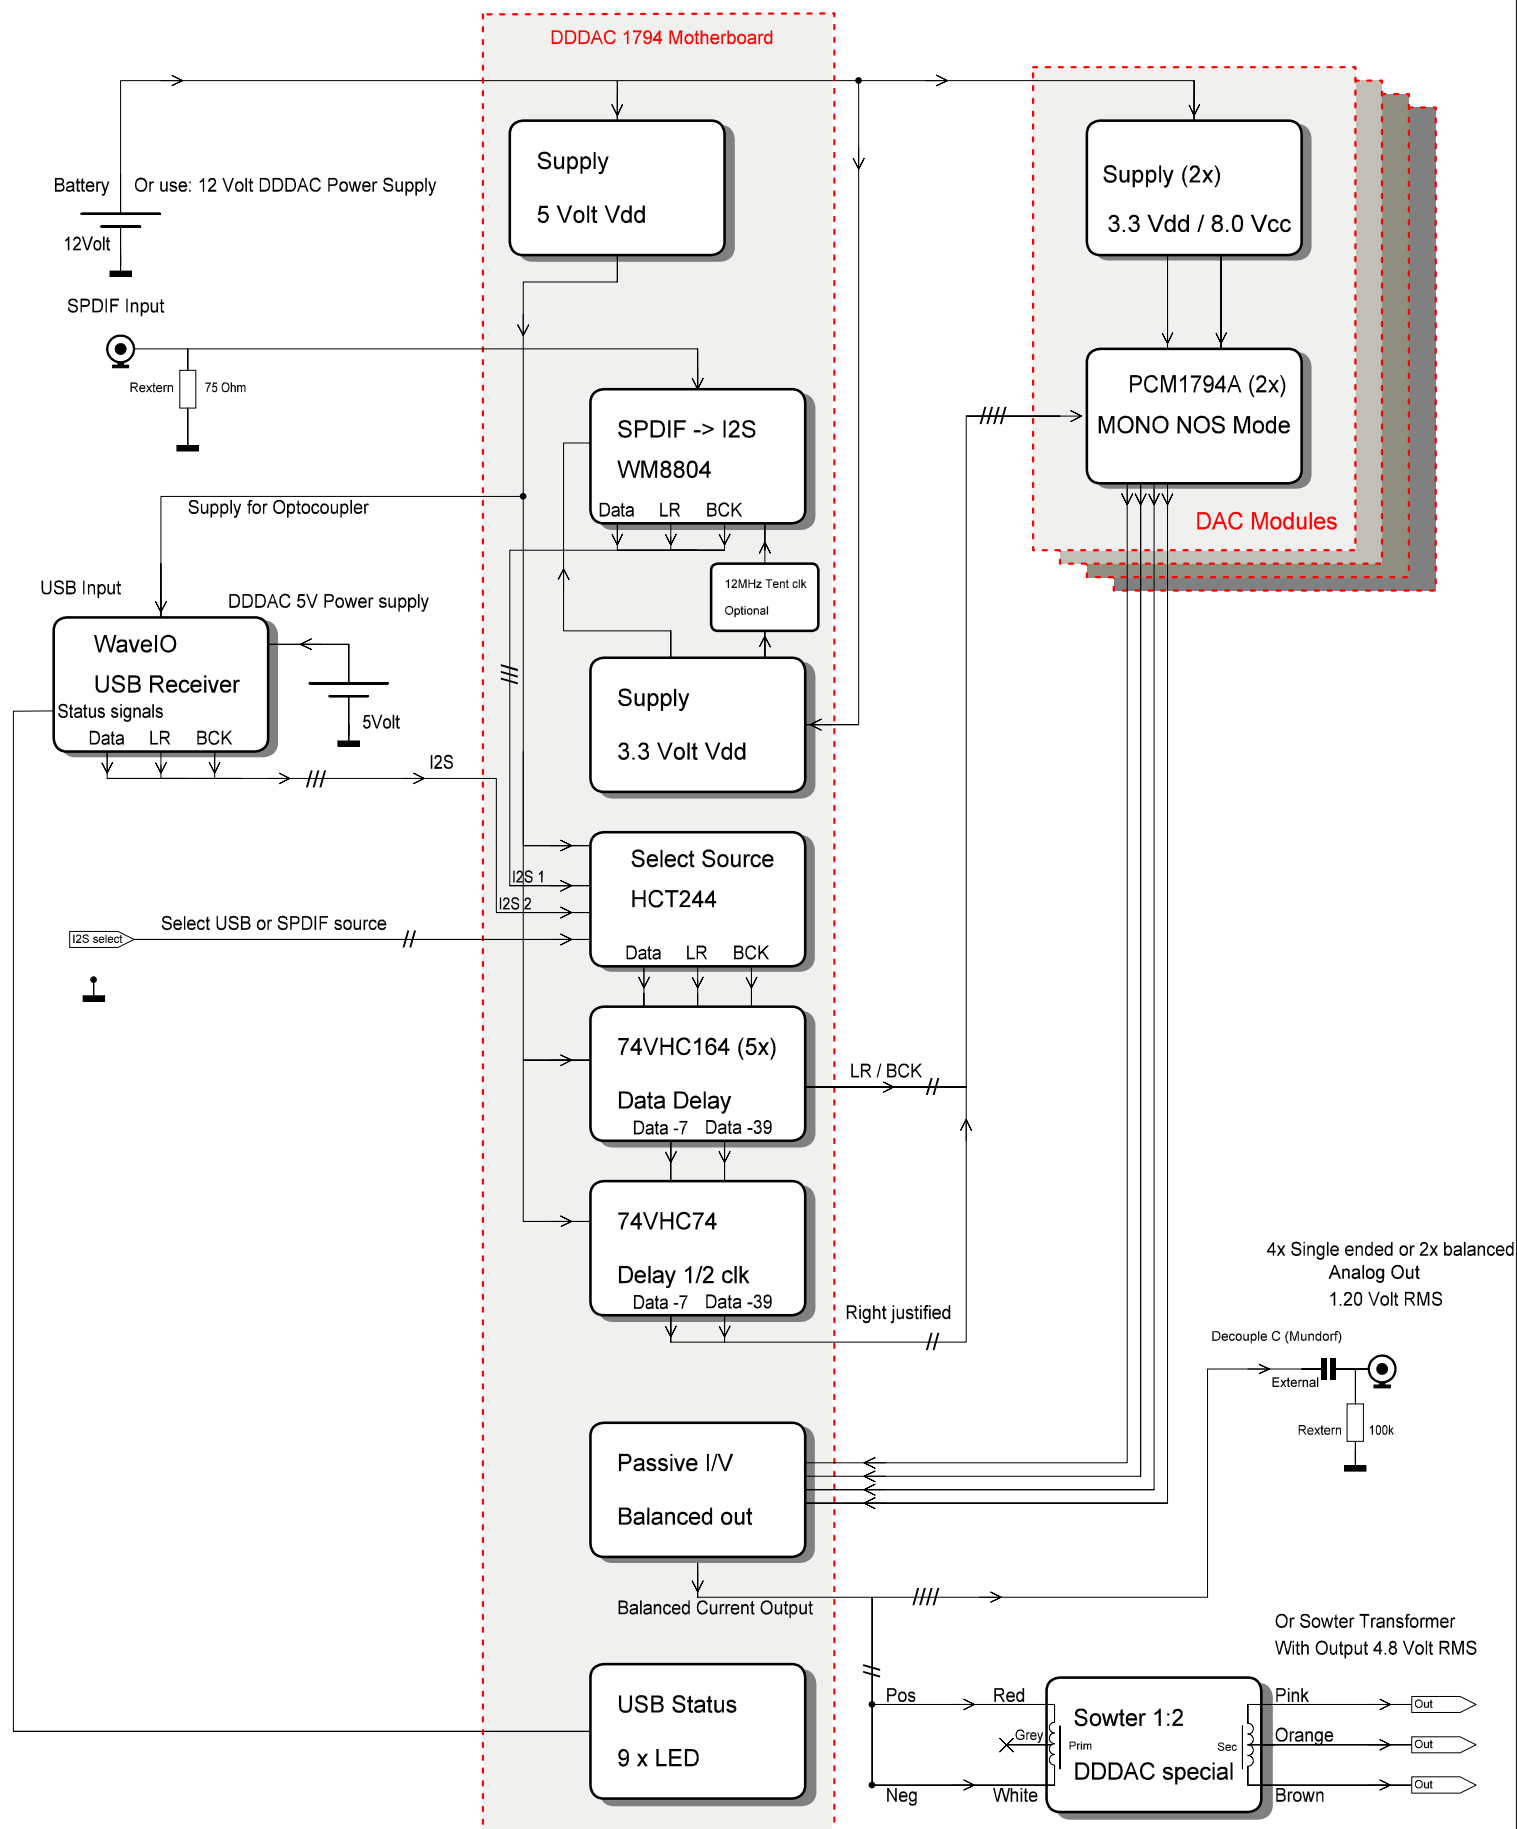 DDDAC 1794 Motherboard
Supply
5 Volt Vdd
Supply (2x)
3.3 Vdd / 8.0 Vcc
Battery
Or use: 12 Volt DDDAC Power Supply
12Volt
SPDIF Input
Rextern
75 Ohm
PCM1794A (2x)
MONO NOS Mode
DAC Modules
SPDIF -> I2S
WM8804
Data LR BCK
Supply for Optocoupler
12MHz Tent clk
Optional
USB Input
DDDAC 5V Power supply
WaveIO
USB Receiver
Status signals
Data LR BCK
5Volt
I2S
Supply
3.3 Volt Vdd
Select Source
HCT244
I2S 1
I2S 2
Data LR BCK
Select USB or SPDIF source
I2S select
74VHC164 (5x)
Data Delay
Data -7 Data -39
LR / BCK
74VHC74
Delay 1/2 clk
Data -7 Data -39
Right justified
4x Single ended or 2x balanced
Analog Out
1.20 Volt RMS
Decouple C (Mundorf)
External
Rextern
100k
Passive I/V
Balanced out
Balanced Current Output
Or Sowter Transformer
With Output 4.8 Volt RMS
USB Status
9 x LED
Pos
Red
Grey
Neg
White
Sowter 1:2
Prim
Sec
DDDAC special
Pink
Out
Orange
Out
Brown
Out